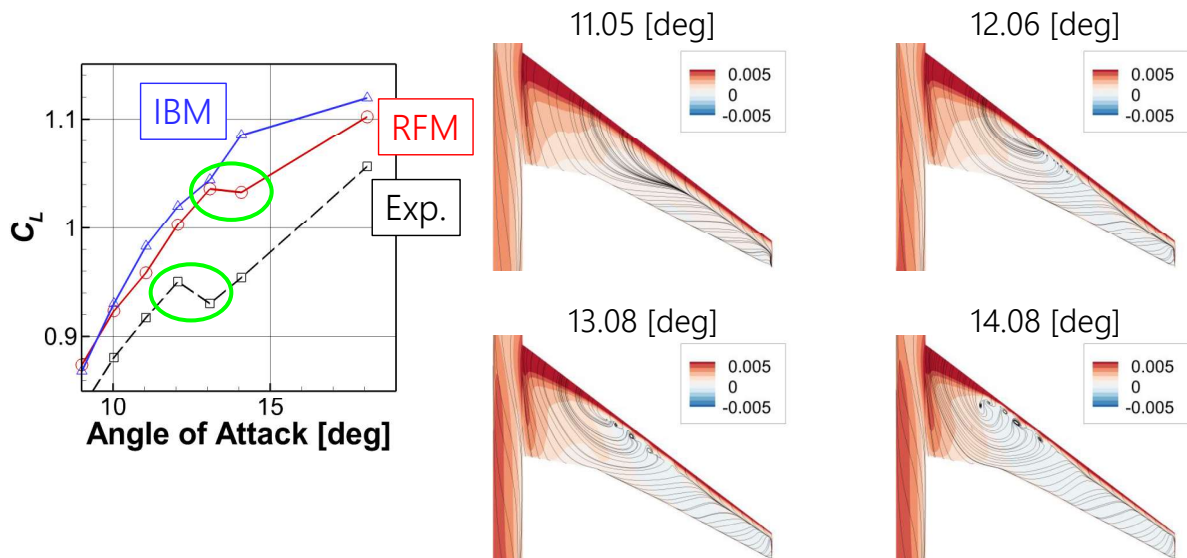 11.05 [deg]
12.06 [deg]
IBM
RFM
Exp.
1.1
1
0.9
C_L
10
15
Angle of Attack [deg]
0.005
0
-0.005
0.005
0
-0.005
13.08 [deg]
14.08 [deg]
0.005
0
-0.005
0.005
0
-0.005